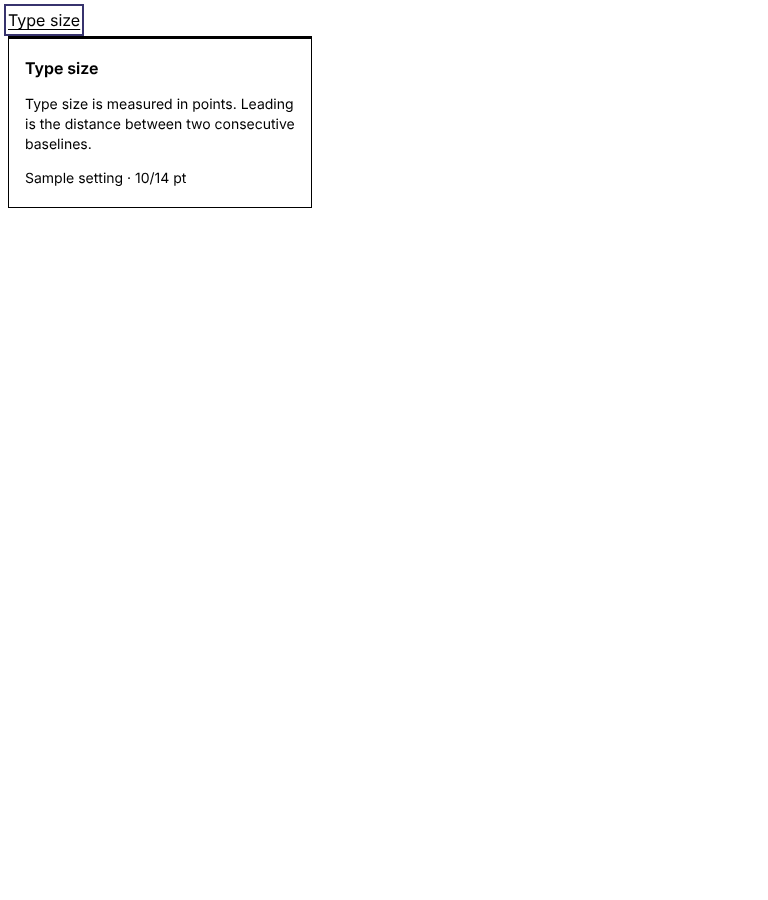 Type size
Type size
Type size is measured in points. Leading
is the distance between two consecutive
baselines.
Sample setting · 10/14 pt